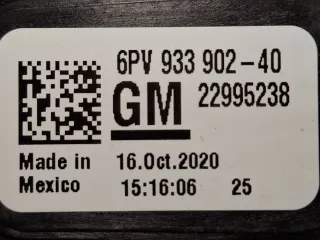 6PV 933 902-40
GM 22995238
Made in 16.Oct.2020
Mexico 15:16:06 25